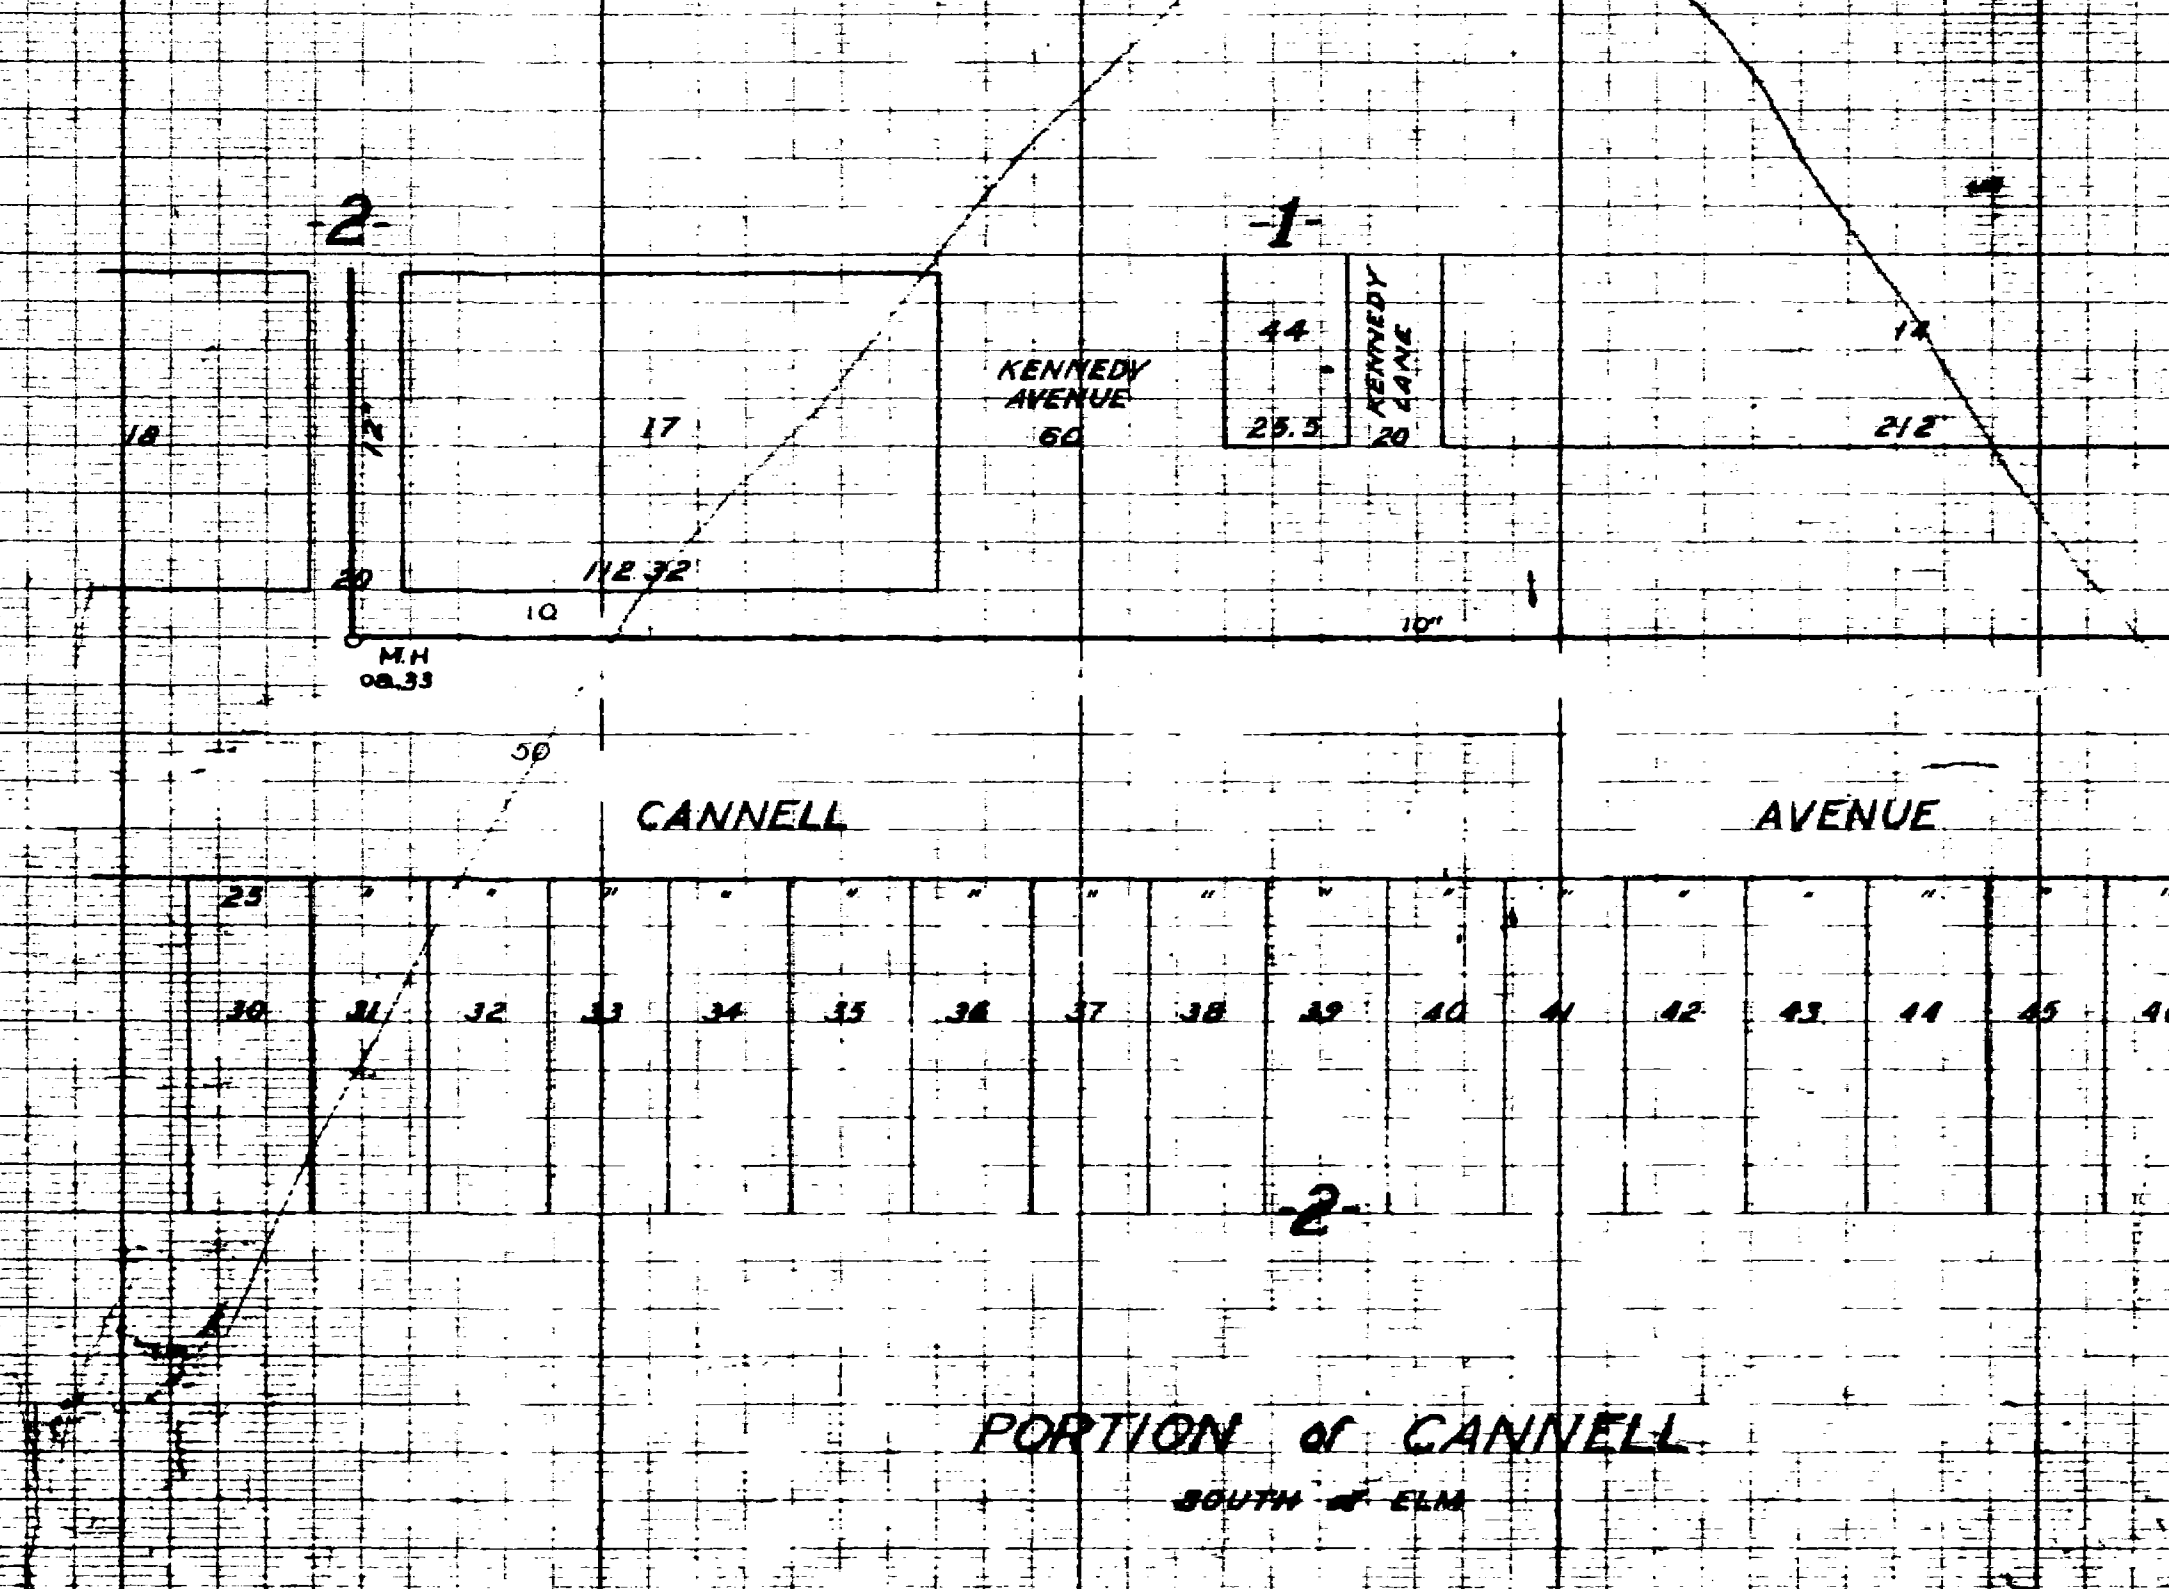 -2-
-1-
44
KENNEDY
LANE
14
KENNEDY
AVENUE
60
18
12"
17
25.5
20
212
20
112.32
10
10"
M.H
50
CANNELL AVENUE
25 " " " " " " " " " " " " " " " "
30 31 32 33 34 35 36 37 38 39 40 41 42 43 44 45
-2-
PORTION of CANNELL
SOUTH of ELM